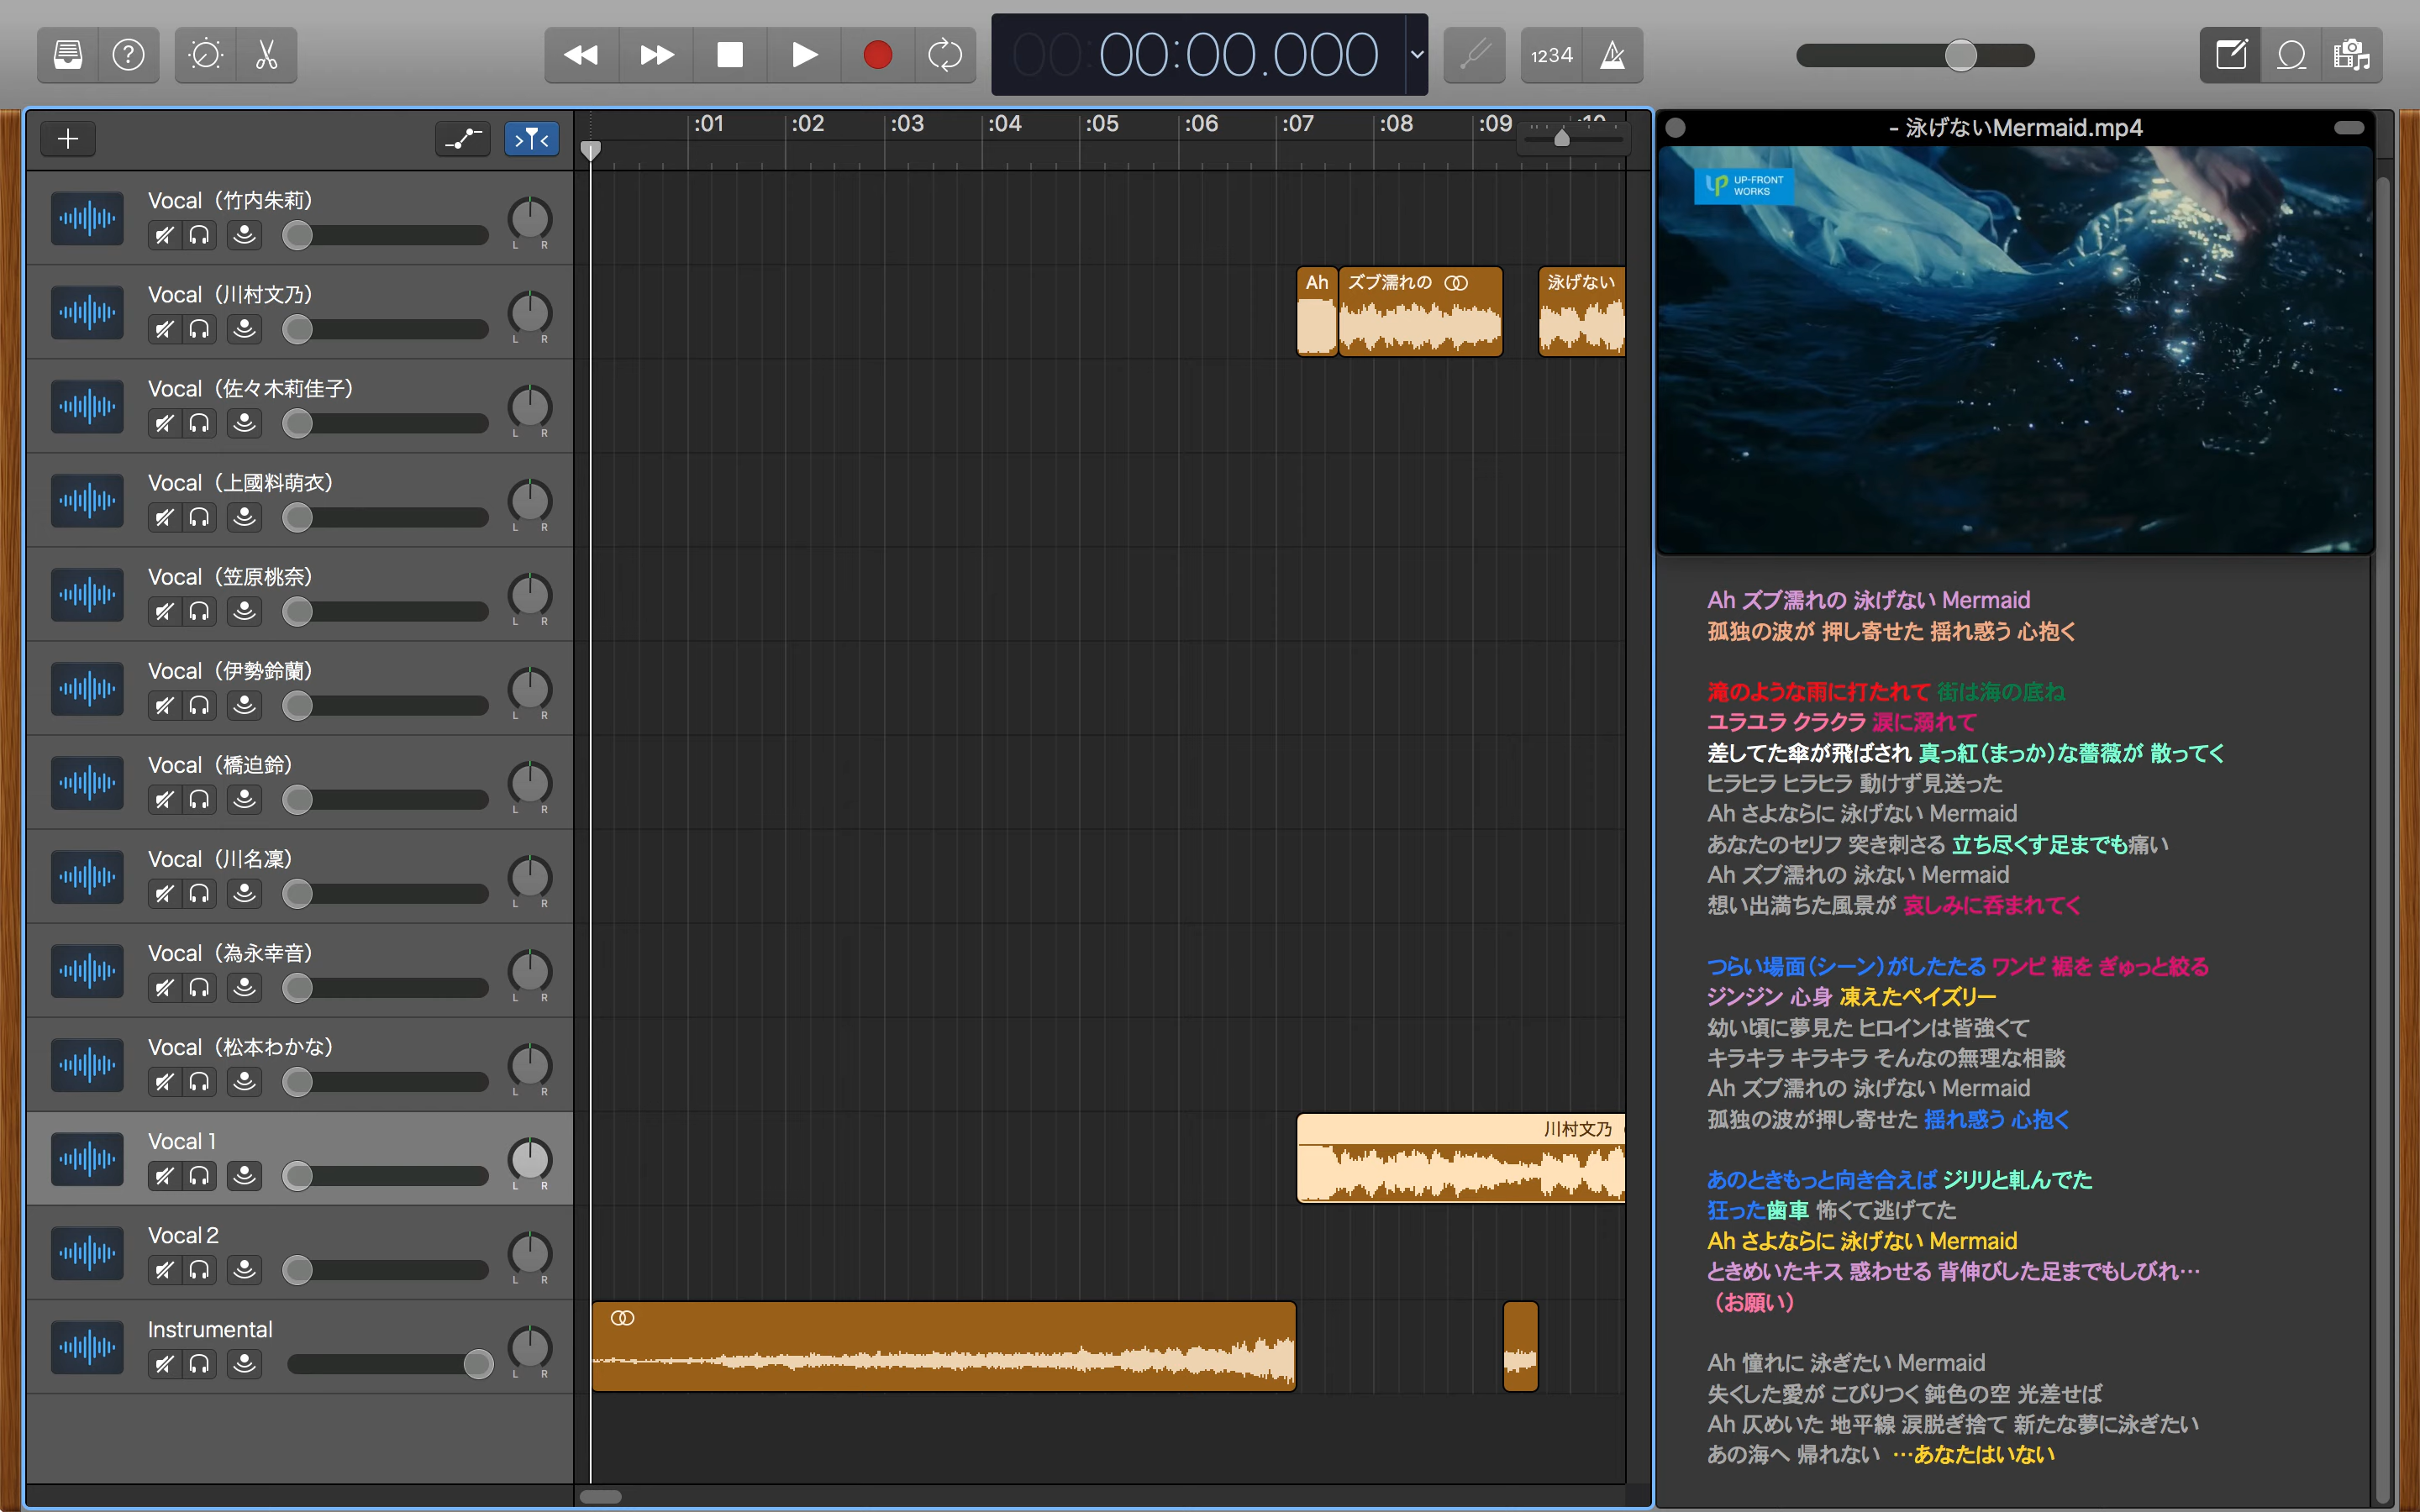 00:00:00.000
1234
:01 :02 :03 :04 :05 :06 :07 :08 :09 :10
- 泳げないMermaid.mp4
UP-FRONT
WORKS
Vocal（竹内朱莉）
L R
Vocal（川村文乃）
L R
Ah ズブ濡れの 泳げない
Vocal（佐々木莉佳子）
L R
Vocal（上國料萌衣）
L R
Vocal（笠原桃奈）
L R
Vocal（伊勢鈴蘭）
L R
Vocal（橋迫鈴）
L R
Vocal（川名凜）
L R
Vocal（為永幸音）
L R
Vocal（松本わかな）
L R
Vocal 1
L R
川村文乃
Vocal 2
L R
Instrumental
L R
Ah ズブ濡れの 泳げない Mermaid
孤独の波が 押し寄せた 揺れ惑う 心抱く
滝のような雨に打たれて 街は海の底ね
ユラユラ クラクラ 涙に溺れて
差してた傘が飛ばされ 真っ紅（まっか）な薔薇が 散ってく
ヒラヒラ ヒラヒラ 動けず見送った
Ah さよならに 泳げない Mermaid
あなたのセリフ 突き刺さる 立ち尽くす足までも痛い
Ah ズブ濡れの 泳ない Mermaid
想い出満ちた風景が 哀しみに呑まれてく
つらい場面（シーン）がしたたる ワンピ 裾を ぎゅっと絞る
ジンジン 心身 凍えたペイズリー
幼い頃に夢見た ヒロインは皆強くて
キラキラ キラキラ そんなの無理な相談
Ah ズブ濡れの 泳げない Mermaid
孤独の波が押し寄せた 揺れ惑う 心抱く
あのときもっと向き合えば ジリリと軋んでた
狂った歯車 怖くて逃げてた
Ah さよならに 泳げない Mermaid
ときめいたキス 惑わせる 背伸びした足までもしびれ…
（お願い）
Ah 憧れに 泳ぎたい Mermaid
失くした愛が こびりつく 鈍色の空 光差せば
Ah 仄めいた 地平線 涙脱ぎ捨て 新たな夢に泳ぎたい
あの海へ 帰れない …あなたはいない